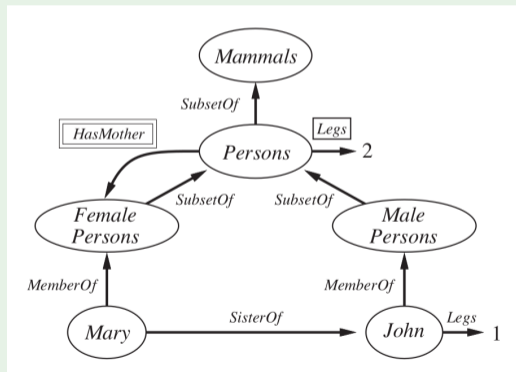 Mammals
SubsetOf
HasMother
Legs
Persons
2
SubsetOf
SubsetOf
Female
Persons
Male
Persons
MemberOf
MemberOf
SisterOf
Legs
Mary
John
1